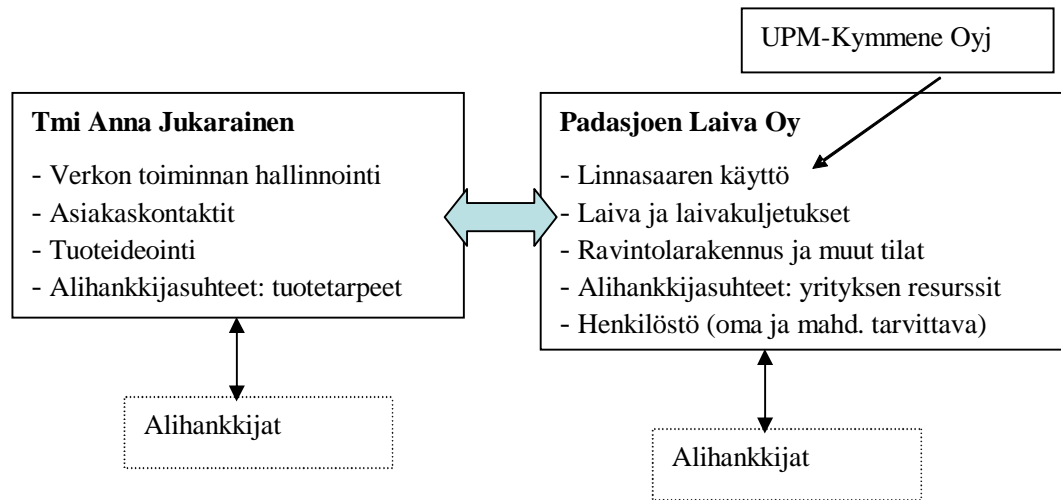 UPM-Kymmene Oyj
Tmi Anna Jukarainen
- Verkon toiminnan hallinnointi
- Asiakaskontaktit
- Tuoteideointi
- Alihankkijasuhteet: tuotetarpeet
Padasjoen Laiva Oy
- Linnasaaren käyttö
- Laiva ja laivakuljetukset
- Ravintolarakennus ja muut tilat
- Alihankkijasuhteet: yrityksen resurssit
- Henkilöstö (oma ja mahd. tarvittava)
Alihankkijat
Alihankkijat